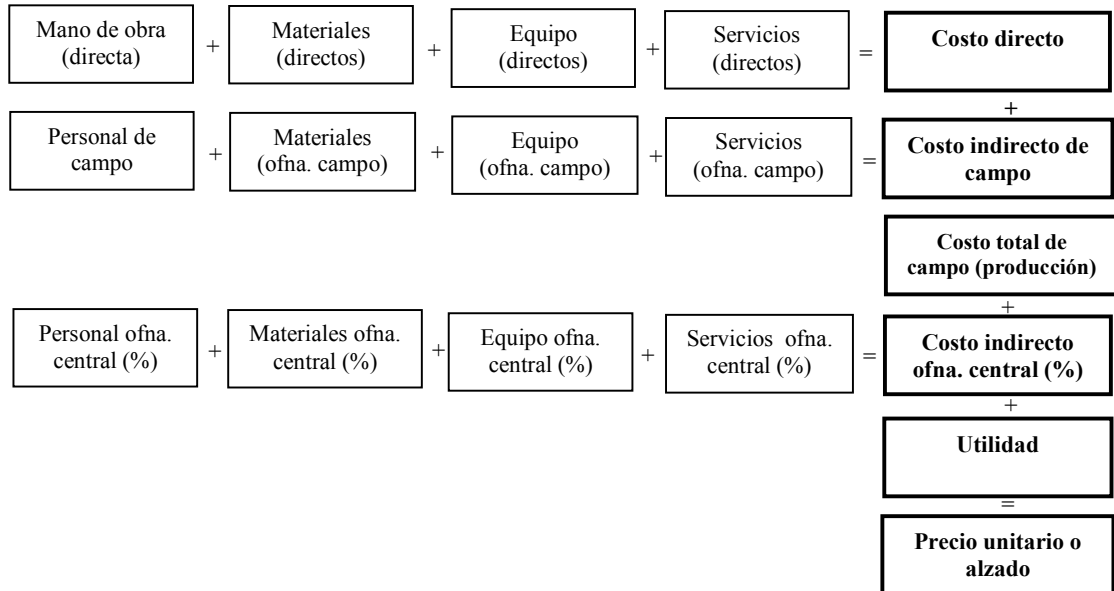 Mano de obra + Materiales + Equipo + Servicios = Costo directo
(directa) (directos) (directos) (directos)
+
Personal de + Materiales + Equipo + Servicios = Costo indirecto de
campo (ofna. campo) (ofna. campo) (ofna. campo) campo
Costo total de
campo (producción)
+
Personal ofna. + Materiales ofna. + Equipo ofna. + Servicios ofna. = Costo indirecto
central (%) central (%) central (%) central (%) ofna. central (%)
+
Utilidad
=
Precio unitario o
alzado